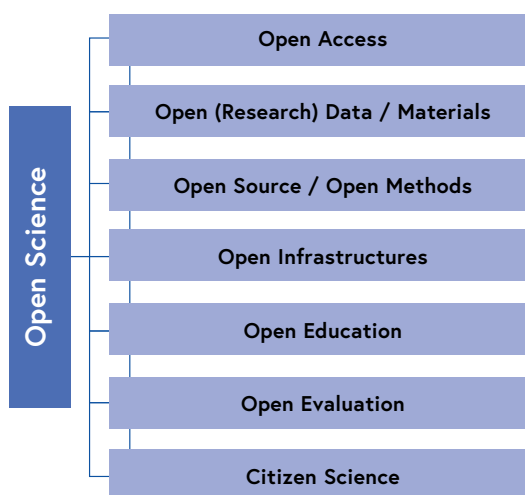 Open Science
Open Access
Open (Research) Data / Materials
Open Source / Open Methods
Open Infrastructures
Open Education
Open Evaluation
Citizen Science